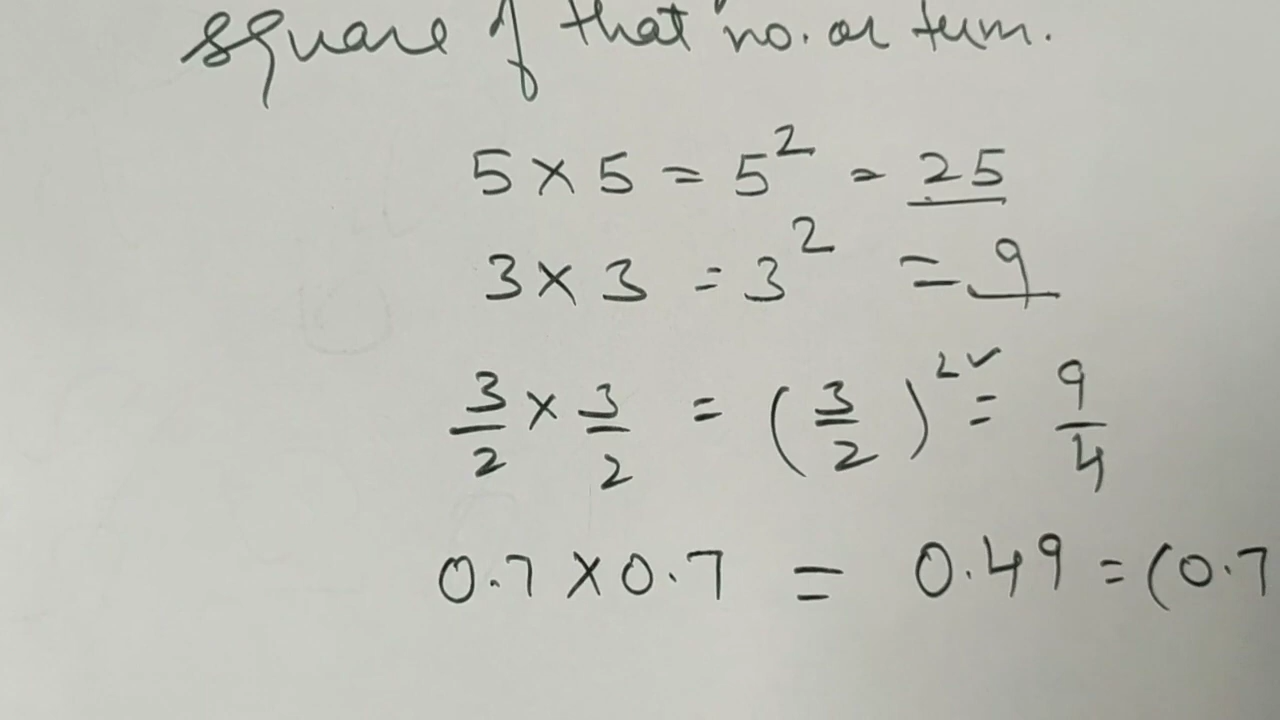 square of that no. or term.
5 × 5 = 5² = 25
3 × 3 = 3² = 9
3/2 × 3/2 = (3/2)² ✓ = 9/4
0.7 × 0.7 = 0.49 = (0.7